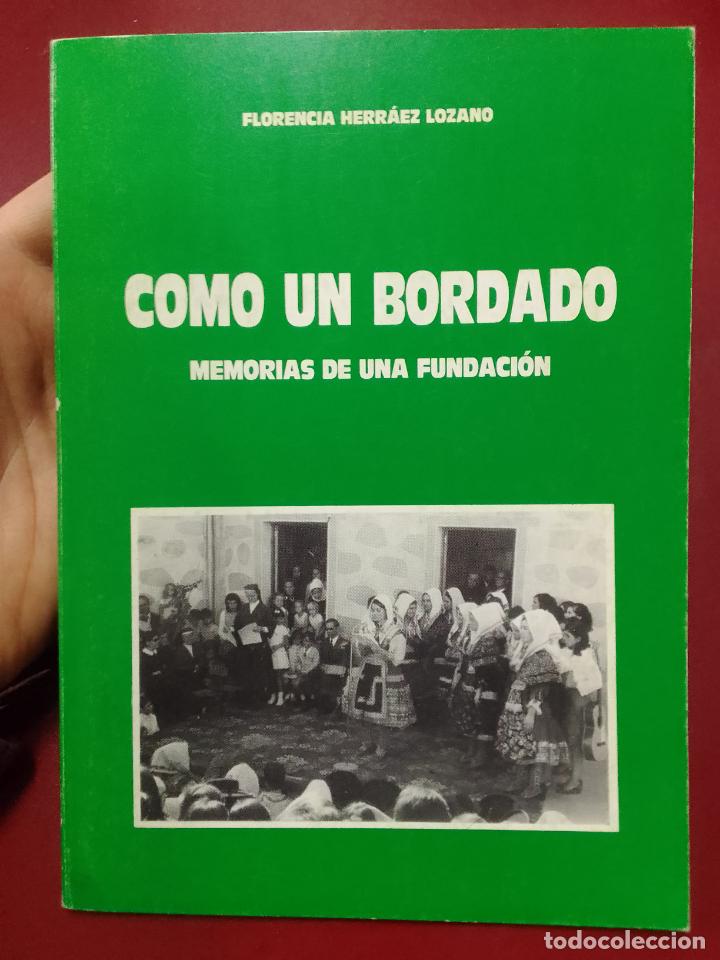 FLORENCIA HERRÁEZ LOZANO
COMO UN BORDADO
MEMORIAS DE UNA FUNDACIÓN
todocoleccion